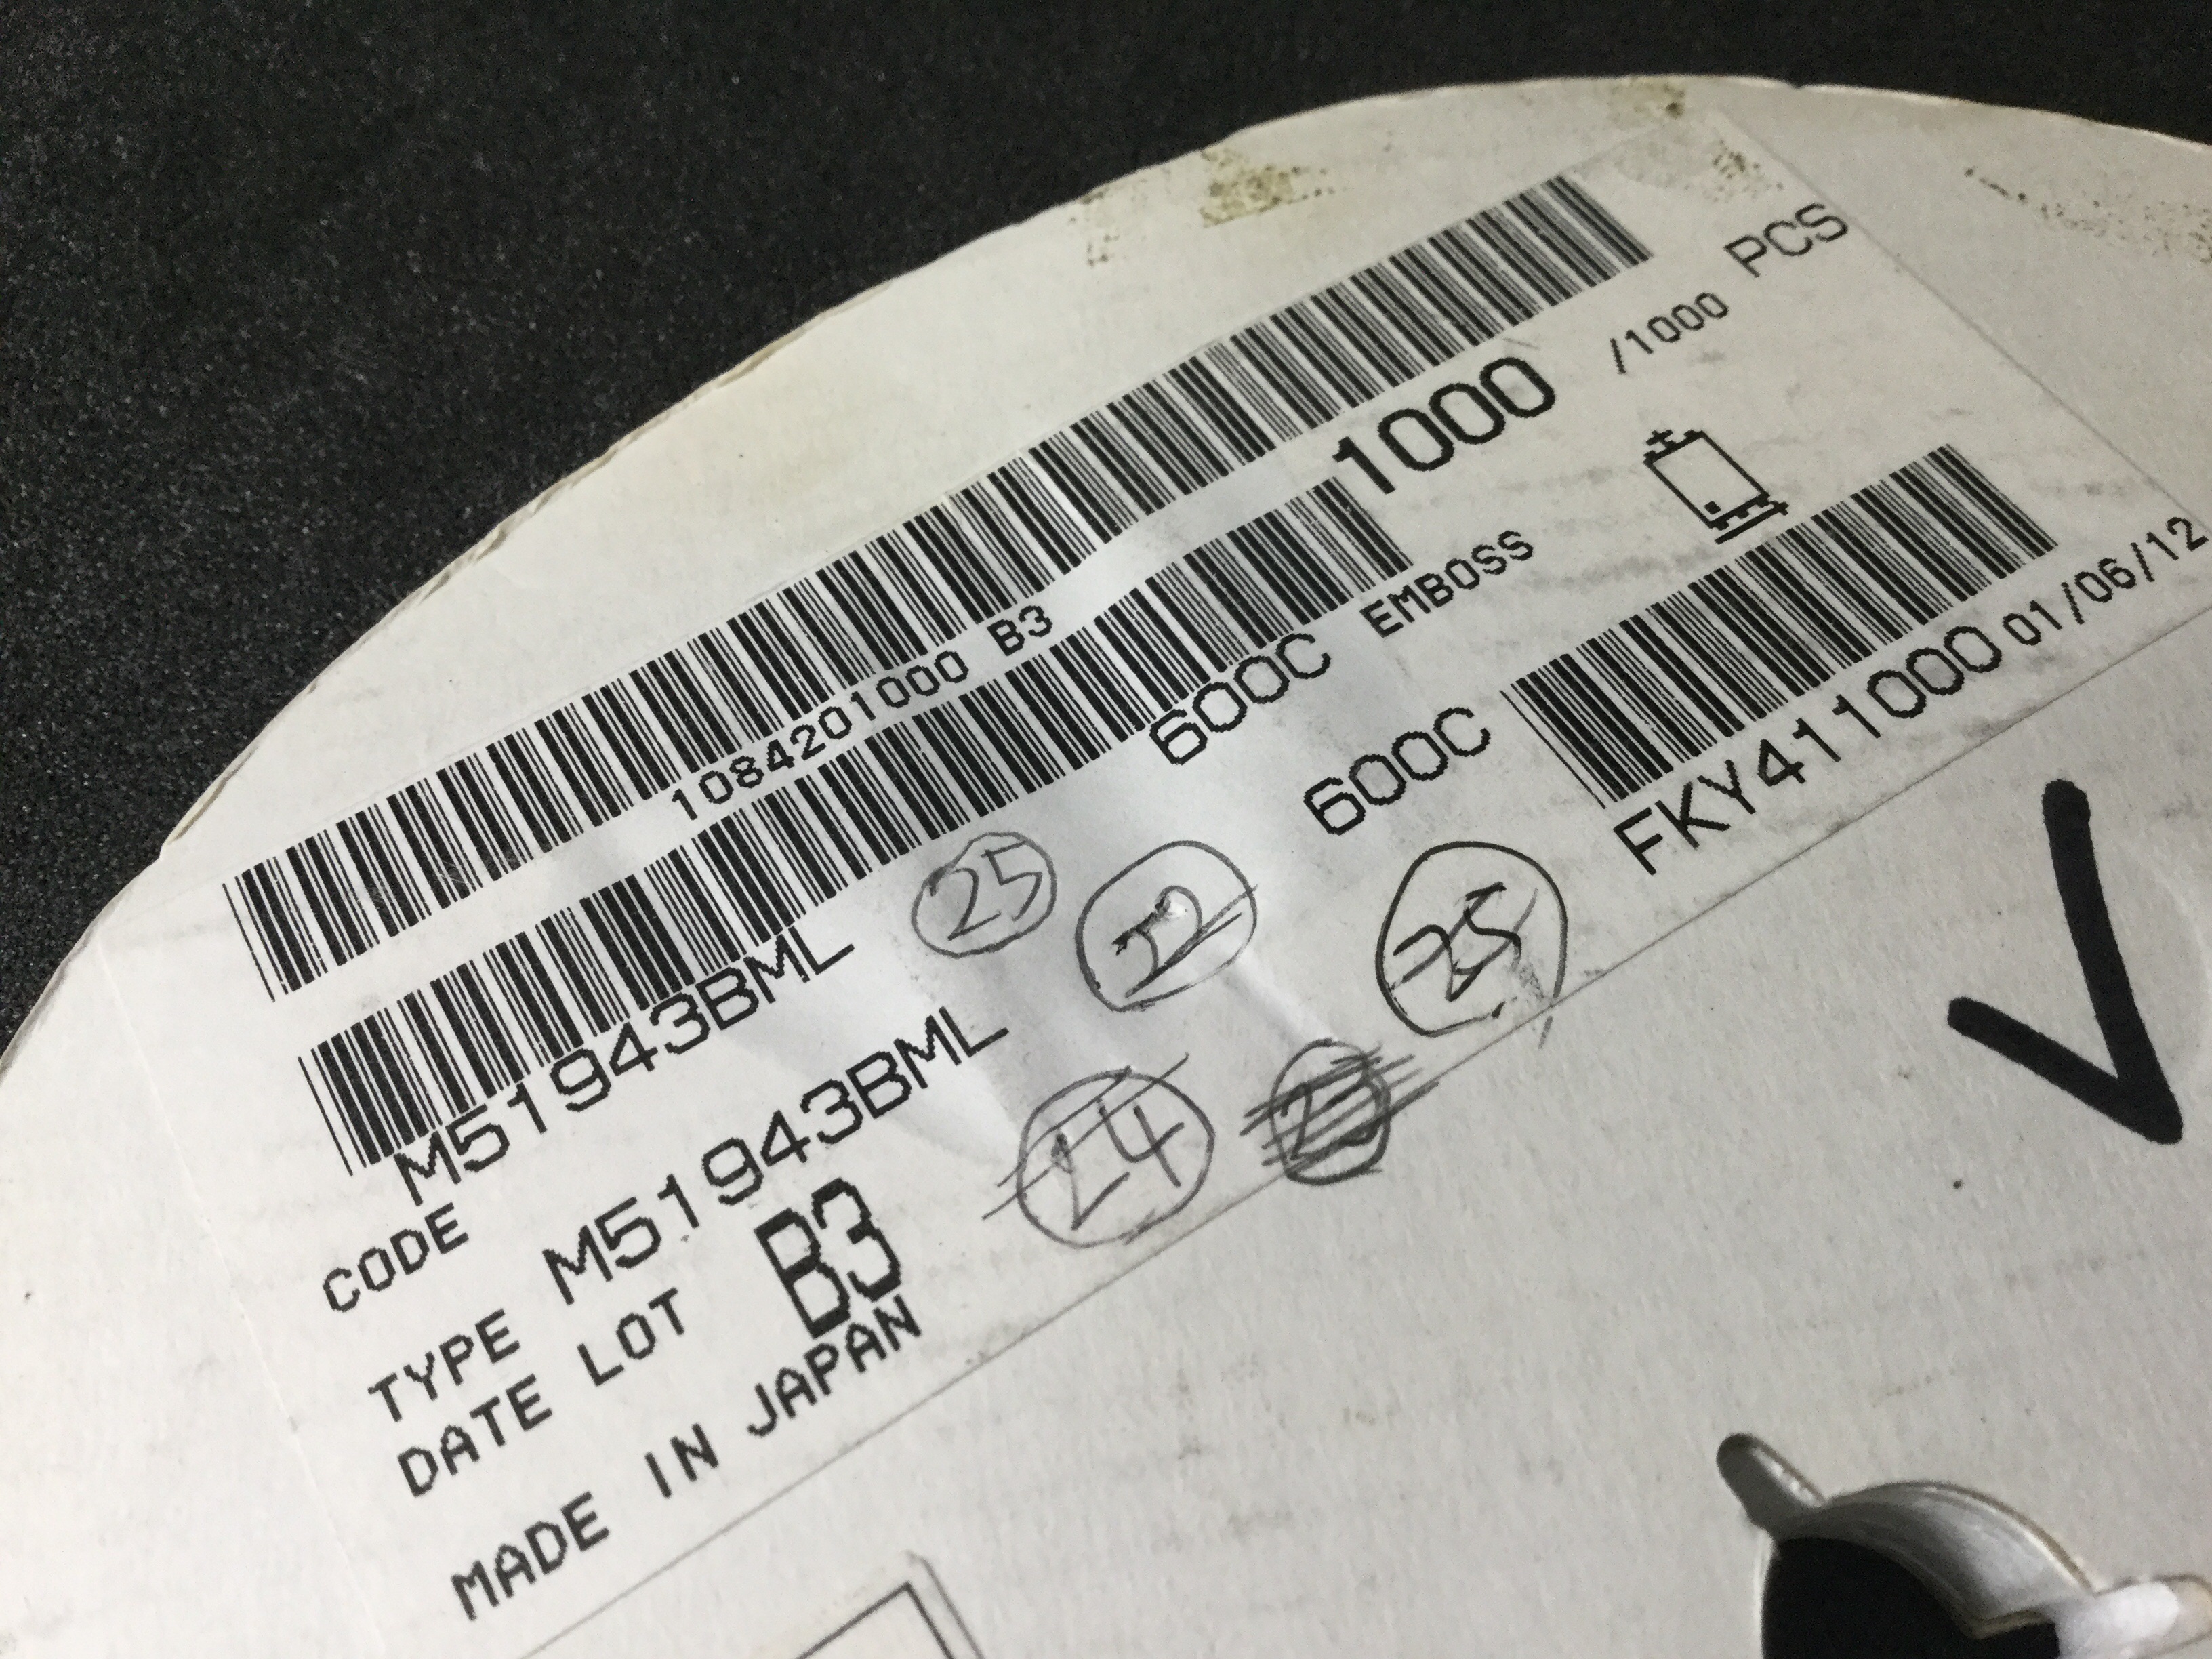 1084201000 B3
1000 /1000 PCS
M51943BML 600C EMBOSS
CODE
TYPE M51943BML 600C
FKY411000 01/06/12
DATE LOT B3
MADE IN JAPAN
25
22
25
24